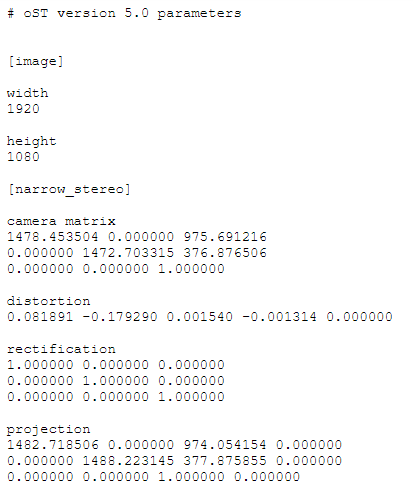 # oST version 5.0 parameters
[image]
width
1920
height
1080
[narrow_stereo]
camera matrix
1478.453504 0.000000 975.691216
0.000000 1472.703315 376.876506
0.000000 0.000000 1.000000
distortion
0.081891 -0.179290 0.001540 -0.001314 0.000000
rectification
1.000000 0.000000 0.000000
0.000000 1.000000 0.000000
0.000000 0.000000 1.000000
projection
1482.718506 0.000000 974.054154 0.000000
0.000000 1488.223145 377.875855 0.000000
0.000000 0.000000 1.000000 0.000000